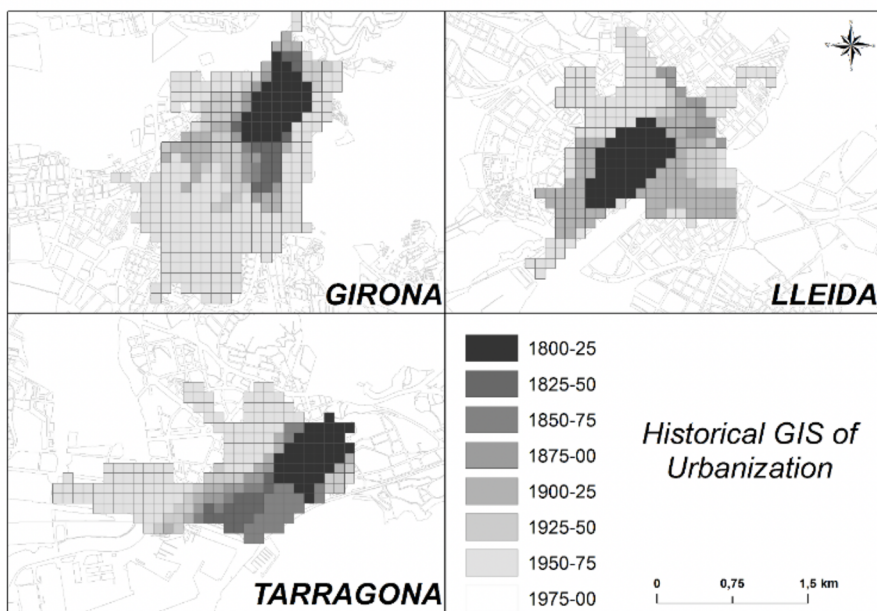 GIRONA
LLEIDA
TARRAGONA
1800-25
1825-50
1850-75
1875-00
1900-25
1925-50
1950-75
1975-00
Historical GIS of
Urbanization
0 0,75 1,5 km